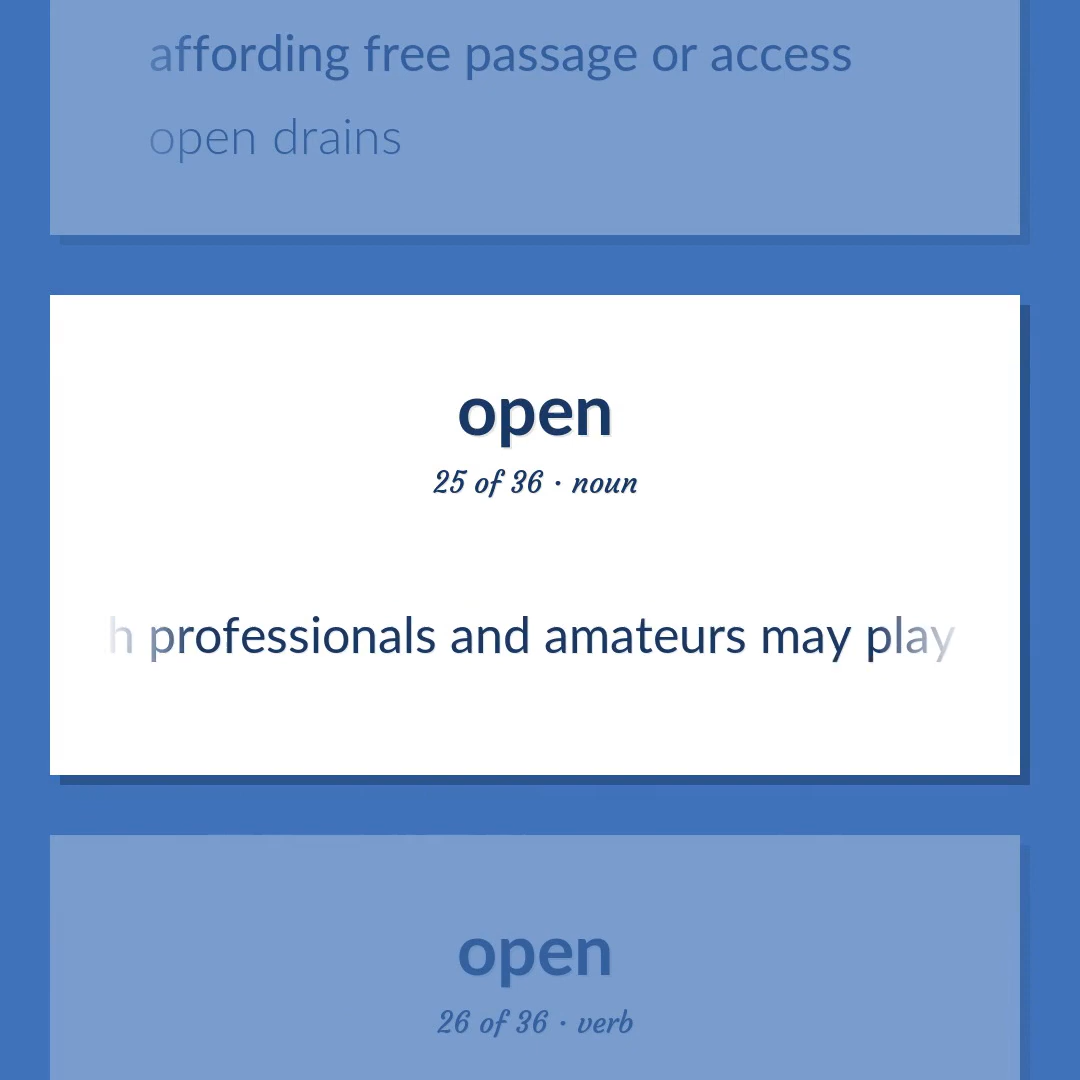 affording free passage or access
open drains
open
25 of 36 · noun
h professionals and amateurs may play
open
26 of 36 · verb